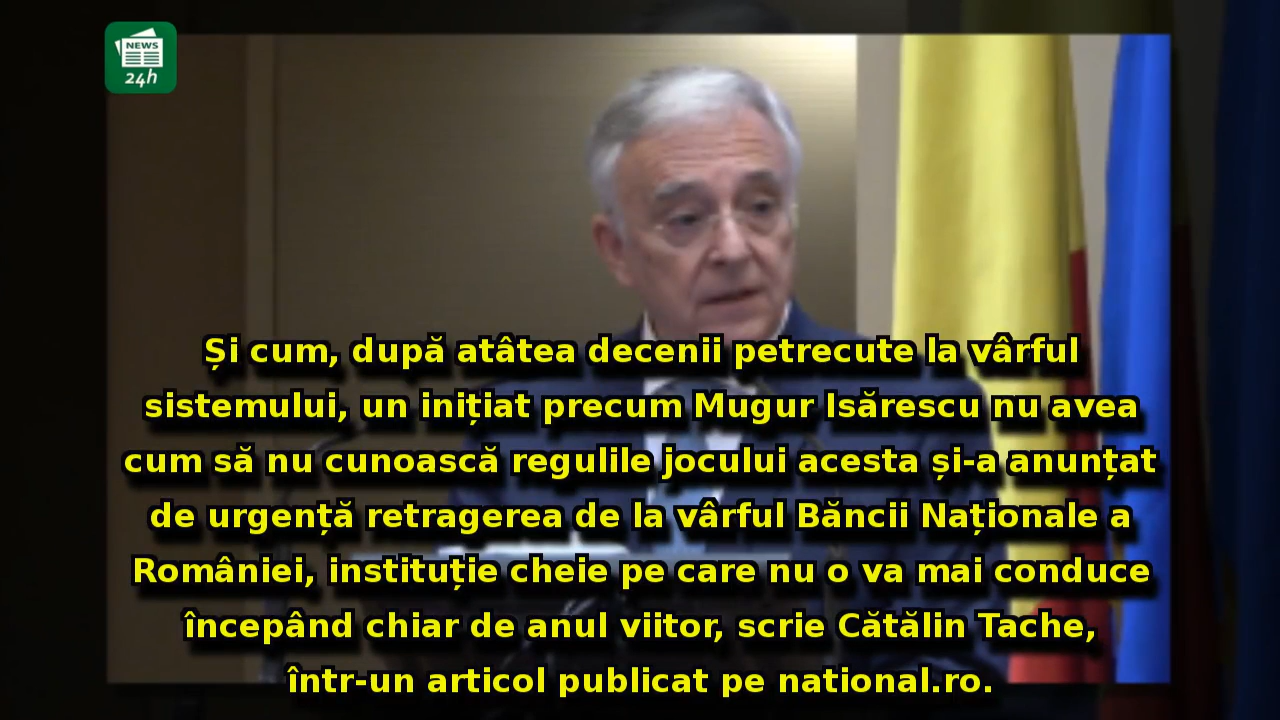 NEWS
24h
Și cum, după atâtea decenii petrecute la vârful
sistemului, un inițiat precum Mugur Isărescu nu avea
cum să nu cunoască regulile jocului acesta și-a anunțat
de urgență retragerea de la vârful Băncii Naționale a
României, instituție cheie pe care nu o va mai conduce
începând chiar de anul viitor, scrie Cătălin Tache,
într-un articol publicat pe national.ro.